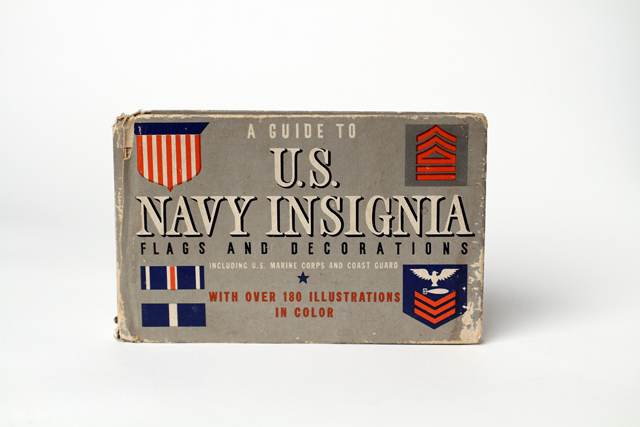 A GUIDE TO
U.S.
NAVY INSIGNIA
FLAGS AND DECORATIONS
INCLUDING U.S. MARINE CORPS AND COAST GUARD
WITH OVER 180 ILLUSTRATIONS
IN COLOR